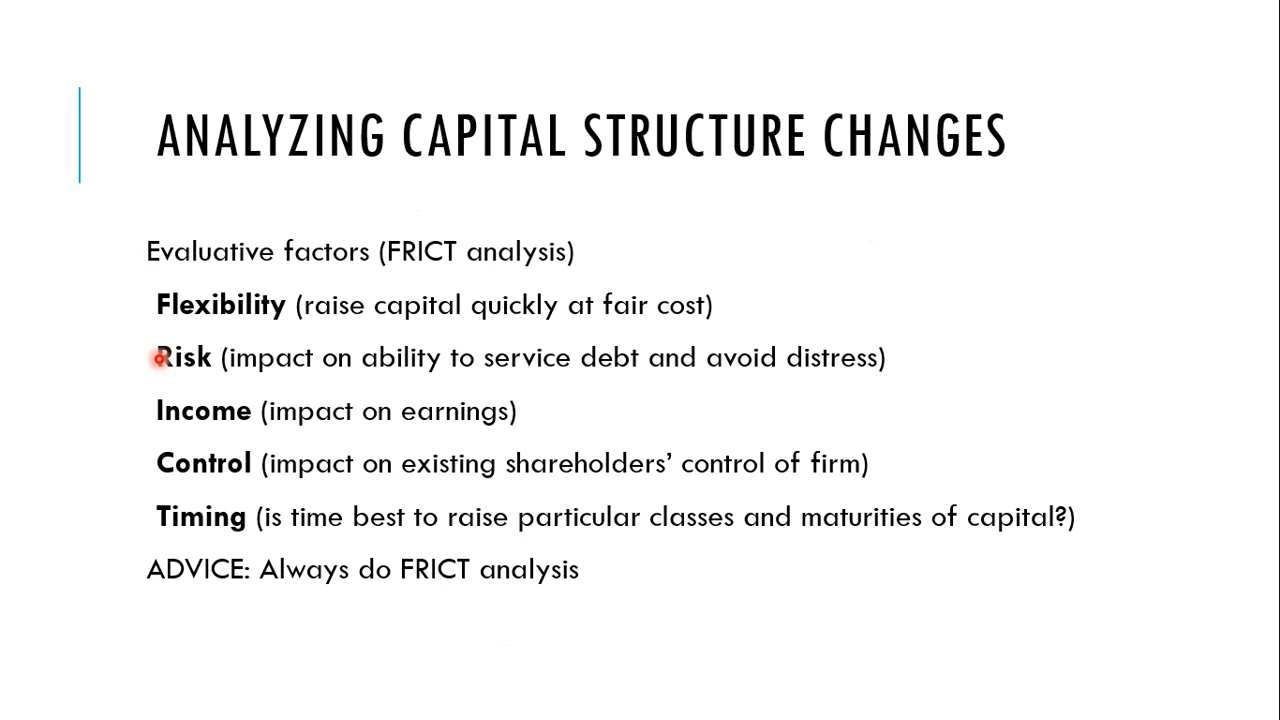 ANALYZING CAPITAL STRUCTURE CHANGES
Evaluative factors (FRICT analysis)
Flexibility (raise capital quickly at fair cost)
Risk (impact on ability to service debt and avoid distress)
Income (impact on earnings)
Control (impact on existing shareholders’ control of firm)
Timing (is time best to raise particular classes and maturities of capital?)
ADVICE: Always do FRICT analysis